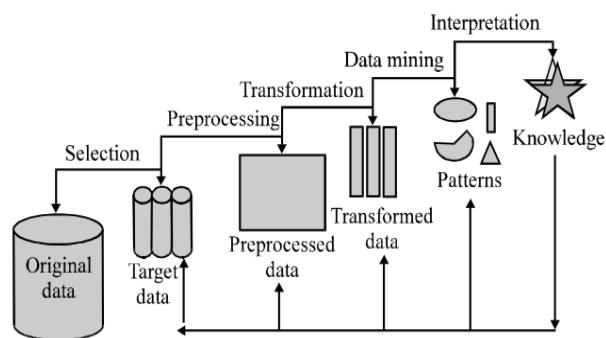 Interpretation
Data mining
Transformation
Preprocessing
Selection
Knowledge
Patterns
Transformed
data
Preprocessed
data
Target
data
Original
data